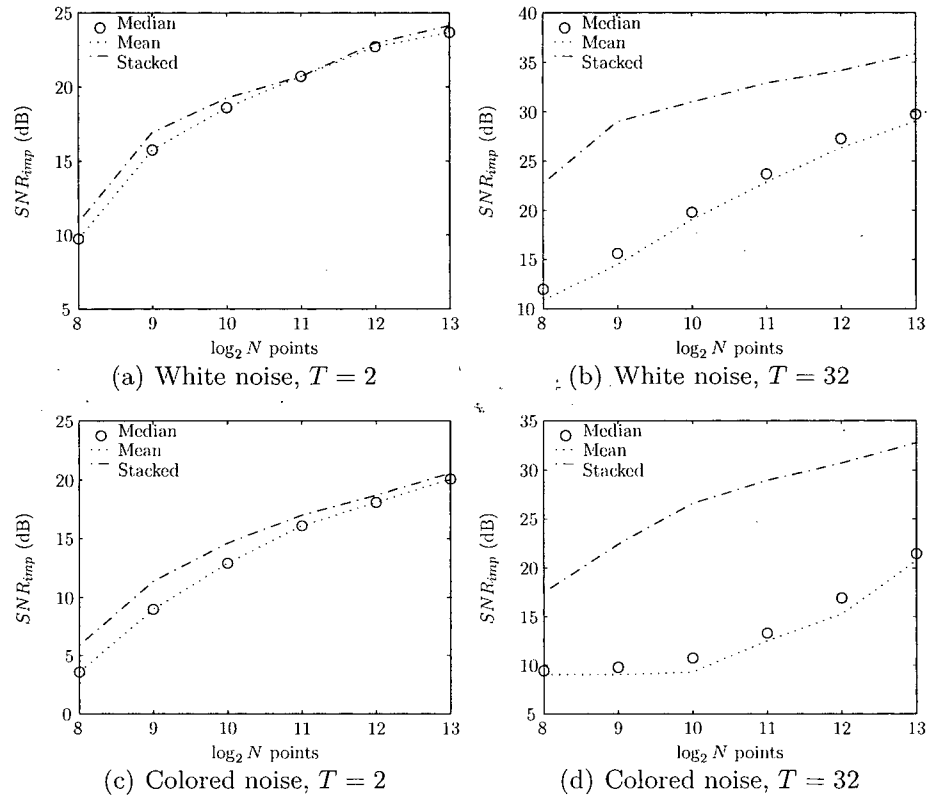 25
20
15
10
5
SNR_imp (dB)
Median
Mean
Stacked
8 9 10 11 12 13
log₂ N points
(a) White noise, T = 2
40
35
30
25
20
15
10
SNR_imp (dB)
Median
Mean
Stacked
8 9 10 11 12 13
log₂ N points
(b) White noise, T = 32
25
20
15
10
5
0
SNR_imp (dB)
Median
Mean
Stacked
8 9 10 11 12 13
log₂ N points
(c) Colored noise, T = 2
35
30
25
20
15
10
5
SNR_imp (dB)
Median
Mean
Stacked
8 9 10 11 12 13
log₂ N points
(d) Colored noise, T = 32